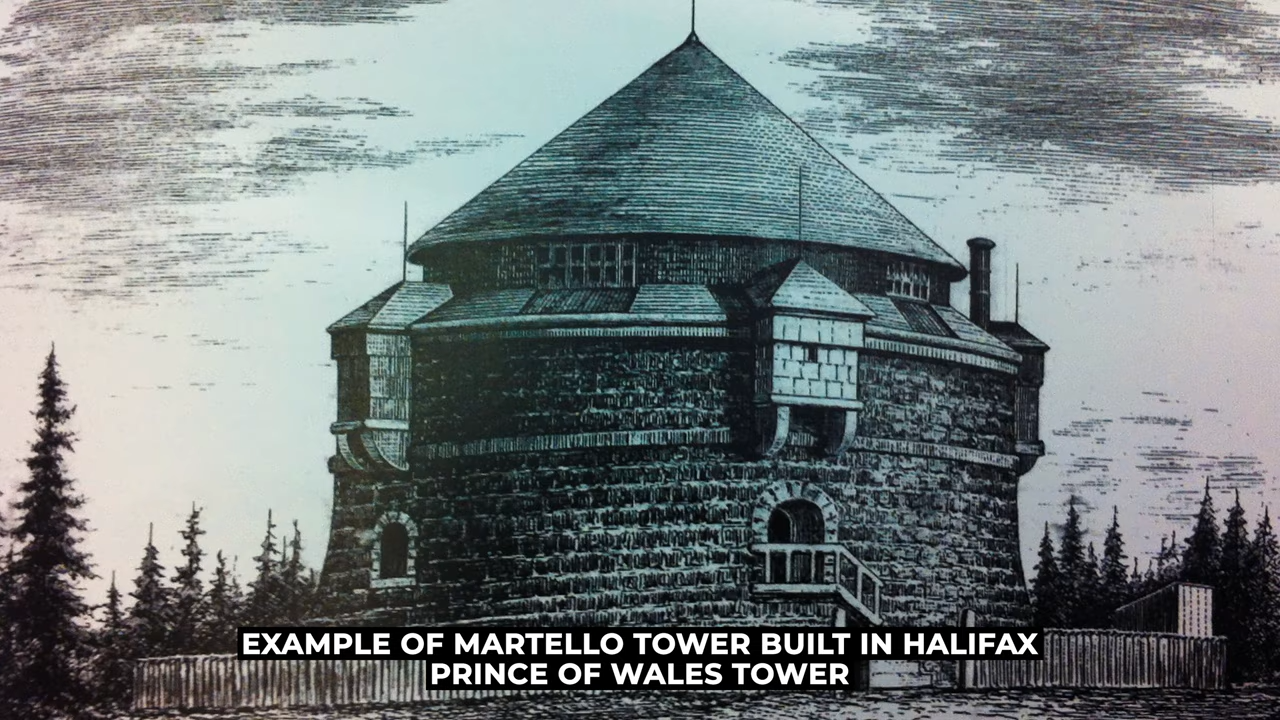 EXAMPLE OF MARTELLO TOWER BUILT IN HALIFAX
PRINCE OF WALES TOWER